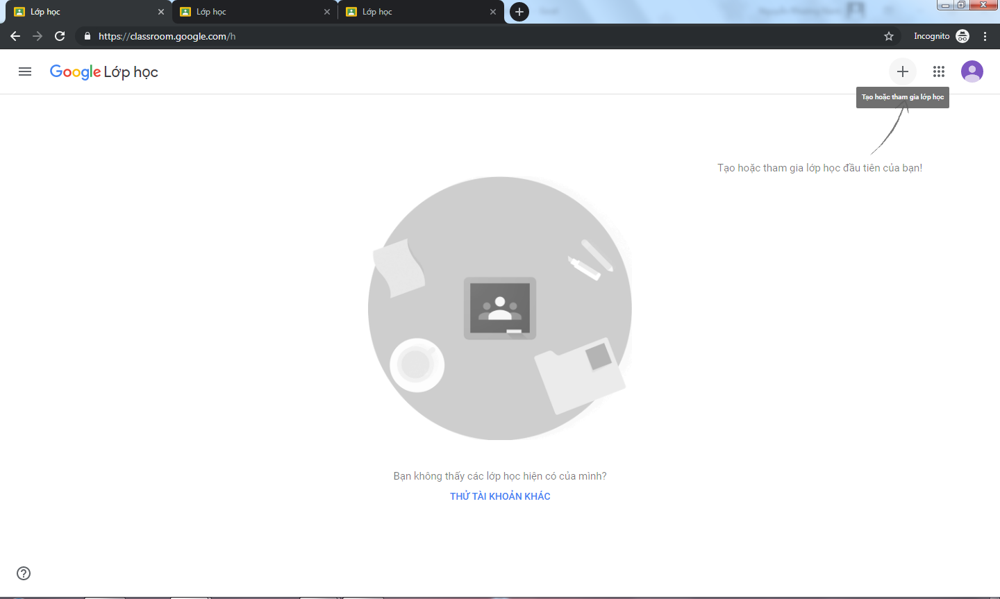 Lớp học
Lớp học
Lớp học
https://classroom.google.com/h
Incognito
Google Lớp học
Tạo hoặc tham gia lớp học
Tạo hoặc tham gia lớp học đầu tiên của bạn!
Bạn không thấy các lớp học hiện có của mình?
THỬ TÀI KHOẢN KHÁC